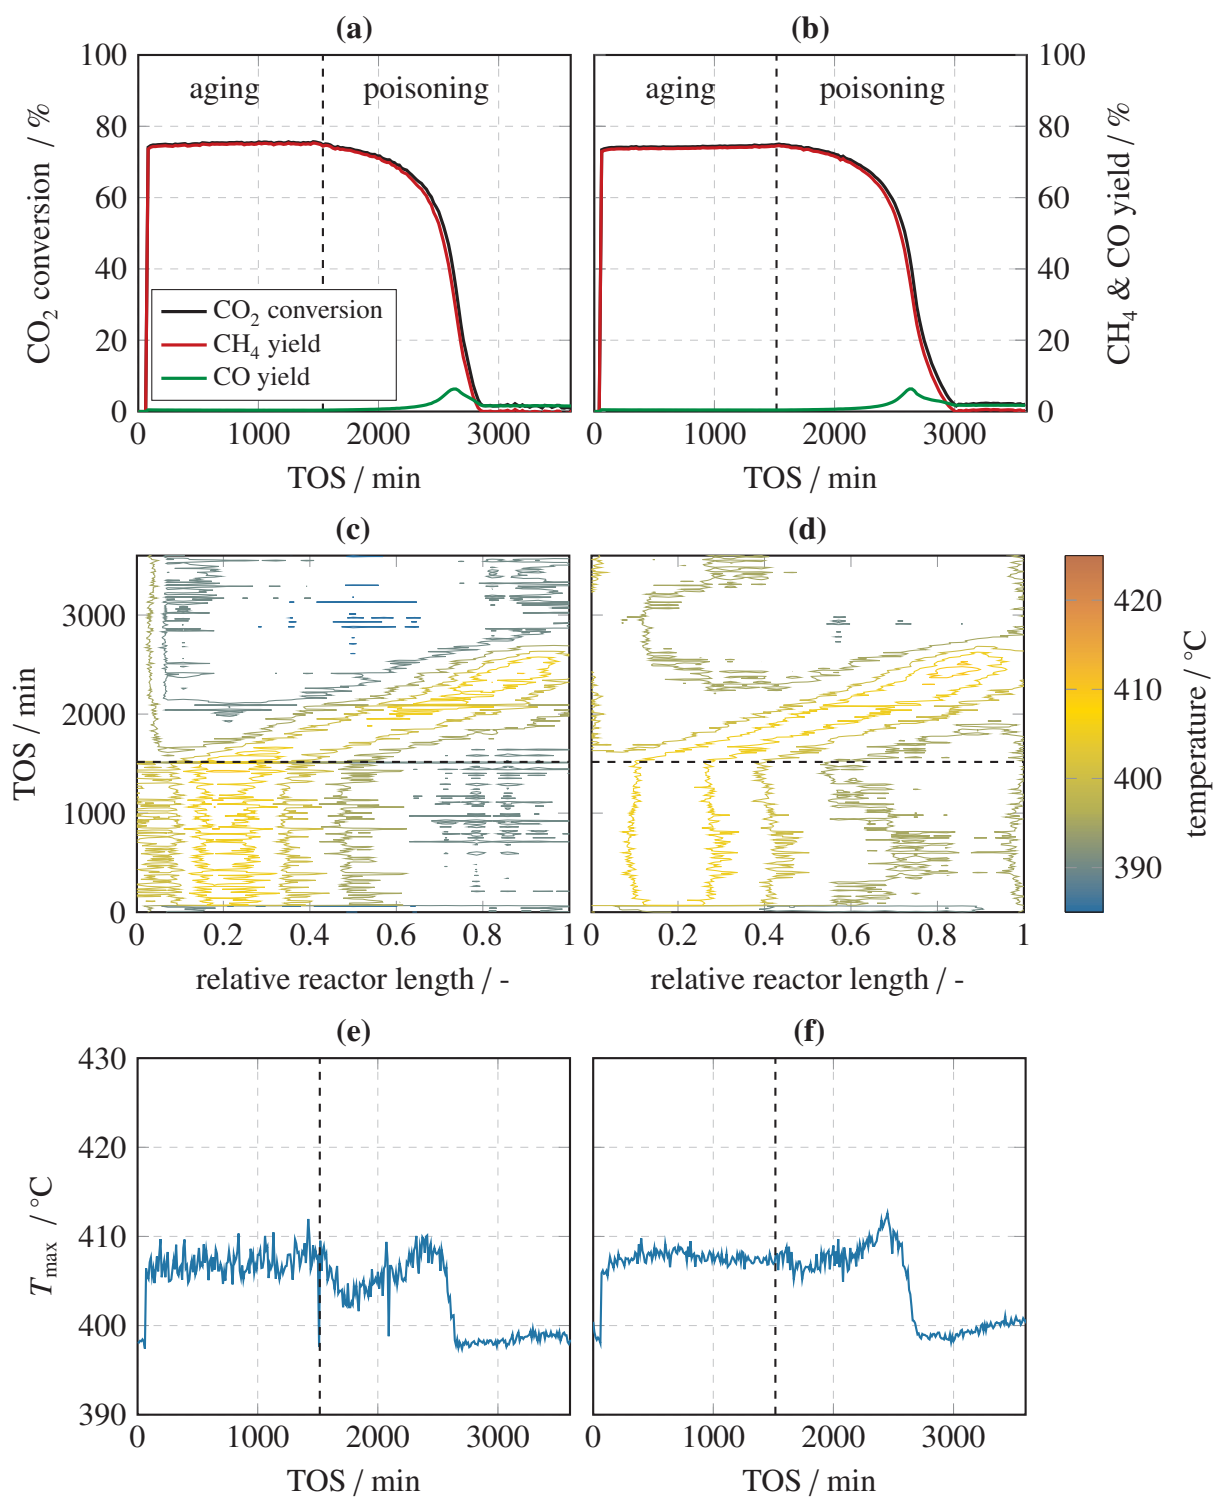 (a)
(b)
100
80
60
40
20
0
CO₂ conversion / %
aging
poisoning
CO₂ conversion
CH₄ yield
CO yield
0
1000
2000
3000
TOS / min
aging
poisoning
100
80
60
40
20
0
CH₄ & CO yield / %
0
1000
2000
3000
TOS / min
(c)
(d)
3000
2000
1000
0
TOS / min
0
0.2
0.4
0.6
0.8
1
relative reactor length / -
0
0.2
0.4
0.6
0.8
1
relative reactor length / -
420
410
400
390
temperature / °C
(e)
(f)
430
420
410
400
390
Tmax / °C
0
1000
2000
3000
TOS / min
0
1000
2000
3000
TOS / min